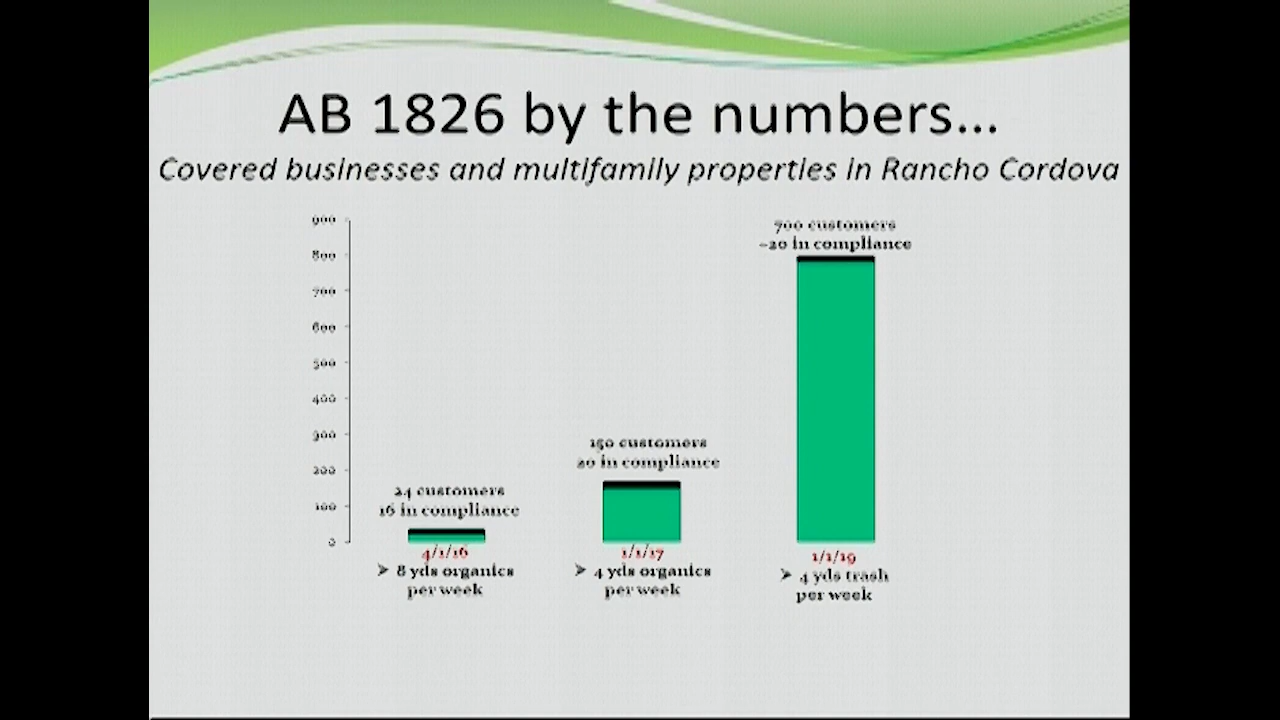 AB 1826 by the numbers...
Covered businesses and multifamily properties in Rancho Cordova
900
800
700
600
500
400
300
200
100
0
24 customers
16 in compliance
150 customers
20 in compliance
700 customers
~20 in compliance
4/1/16
➢ 8 yds organics
per week
1/1/17
➢ 4 yds organics
per week
1/1/19
➢ 4 yds trash
per week